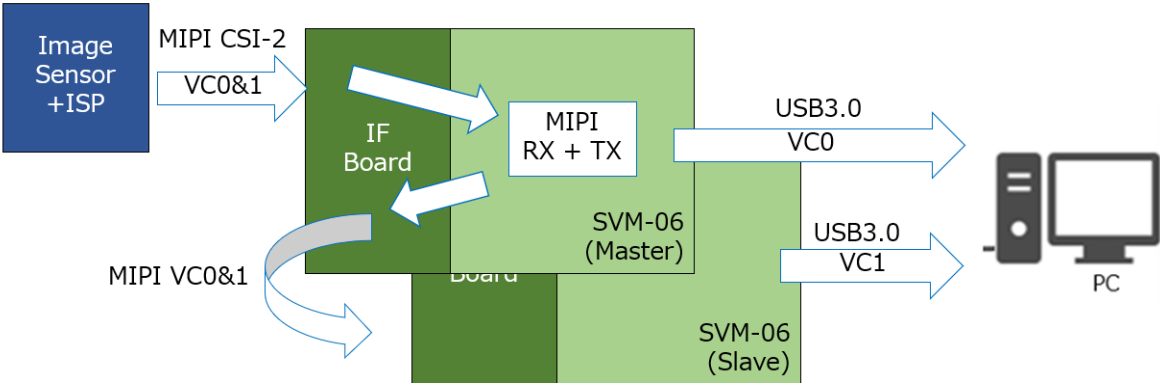 Image
Sensor
+ISP
MIPI CSI-2
VC0&1
IF
Board
MIPI
RX + TX
SVM-06
(Master)
USB3.0
VC0
USB3.0
VC1
PC
MIPI VC0&1
Board
SVM-06
(Slave)